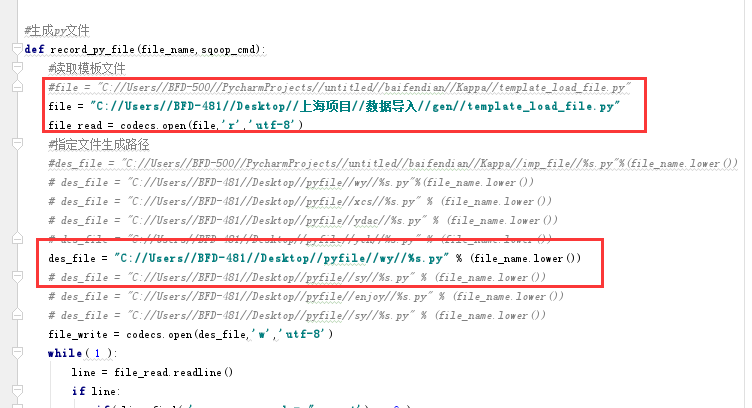 #生成py文件
def record_py_file(file_name,sqoop_cmd):
#读取模板文件
#file = "C://Users//BFD-500//PycharmProjects//untitled//baifendian//Kappa//template_load_file.py"
file = "C://Users//BFD-481//Desktop//上海项目//数据导入//gen//template_load_file.py"
file_read = codecs.open(file,'r','utf-8')
#指定文件生成路径
#des_file = "C://Users//BFD-500//PycharmProjects//untitled//baifendian//Kappa//imp_file//%s.py"%(file_name.lower())
# des_file = "C://Users//BFD-481//Desktop//pyfile//wy//%s.py"%(file_name.lower())
# des_file = "C://Users//BFD-481//Desktop//pyfile//xcs//%s.py" % (file_name.lower())
# des_file = "C://Users//BFD-481//Desktop//pyfile//ydac//%s.py" % (file_name.lower())
# des_file = "C://Users//BFD-481//Desktop//pyfile// % (file_name.lower())
des_file = "C://Users//BFD-481//Desktop//pyfile//wy//%s.py" % (file_name.lower())
# des_file = "C://Users//BFD-481//Desktop//pyfile//sy//%s.py" % (file_name.lower())
# des_file = "C://Users//BFD-481//Desktop//pyfile//enjoy//%s.py" % (file_name.lower())
# des_file = "C://Users//BFD-481//Desktop//pyfile//sy//%s.py" % (file_name.lower())
file_write = codecs.open(des_file,'w','utf-8')
while( 1 ):
line = file_read.readline()
if line: